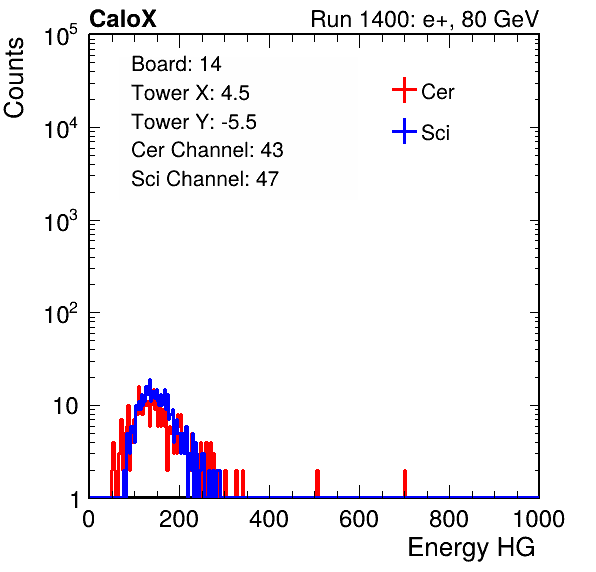 CaloX Run 1400: e+, 80 GeV
Counts
10^5
10^4
10^3
10^2
10
1
Board: 14
Tower X: 4.5
Tower Y: -5.5
Cer Channel: 43
Sci Channel: 47
Cer
Sci
0 200 400 600 800 1000
Energy HG